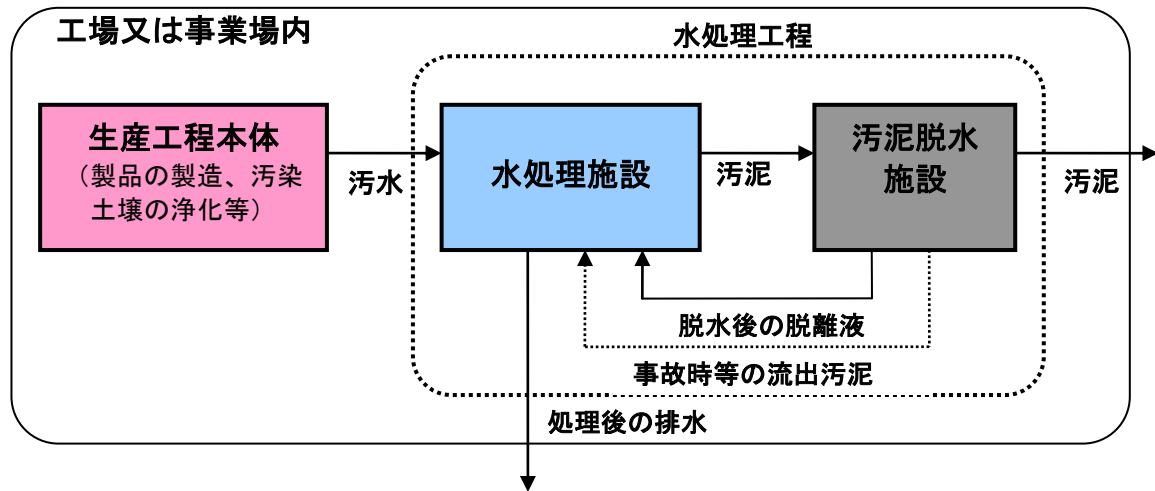 工場又は事業場内
水処理工程
生産工程本体
（製品の製造、汚染
土壌の浄化等）
汚水
水処理施設
汚泥
汚泥脱水
施設
汚泥
脱水後の脱離液
事故時等の流出汚泥
処理後の排水